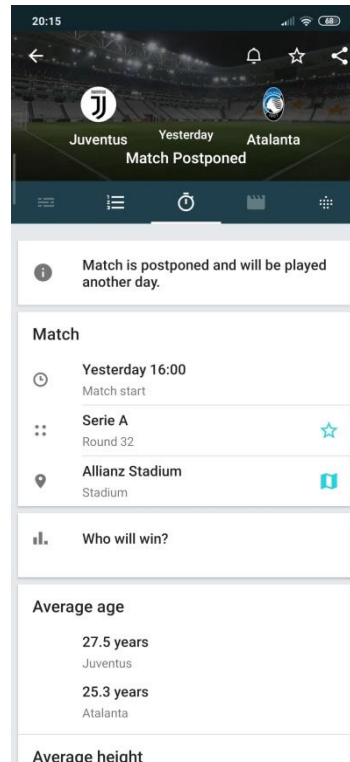 20:15
68
Juventus
Yesterday
Atalanta
Match Postponed
Match is postponed and will be played
another day.
Match
Yesterday 16:00
Match start
Serie A
Round 32
Allianz Stadium
Stadium
Who will win?
Average age
27.5 years
Juventus
25.3 years
Atalanta
Average height